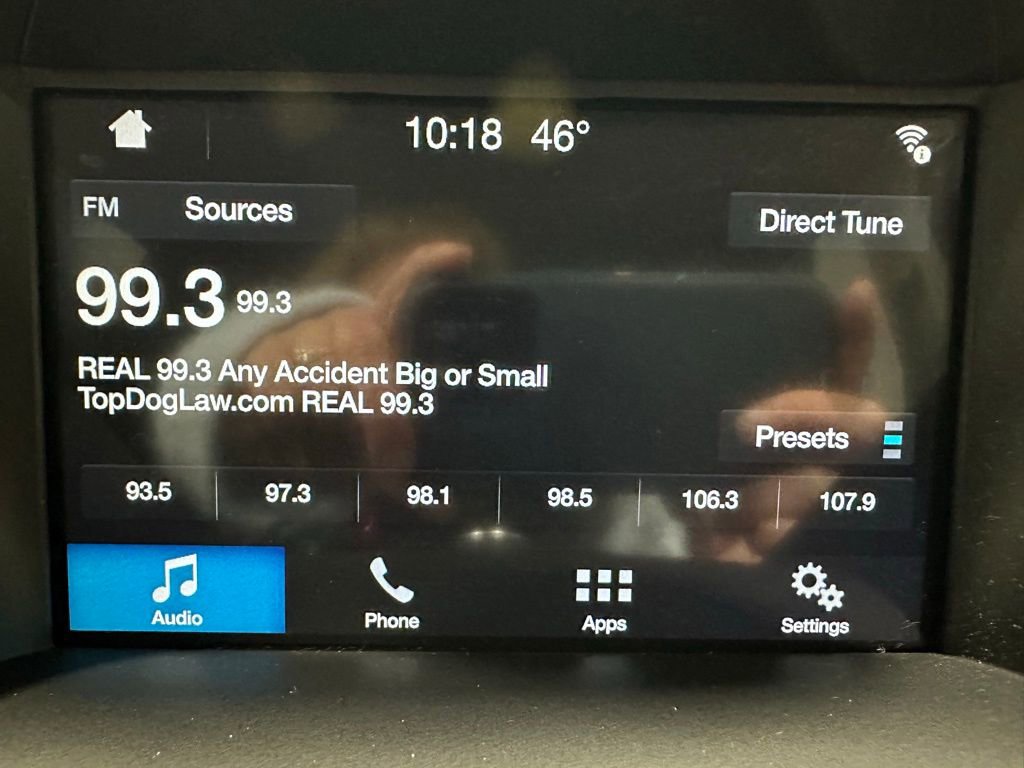 10:18 46°
FM Sources
Direct Tune
99.3 99.3
REAL 99.3 Any Accident Big or Small
TopDogLaw.com REAL 99.3
Presets
93.5 97.3 98.1 98.5 106.3 107.9
Audio Phone Apps Settings